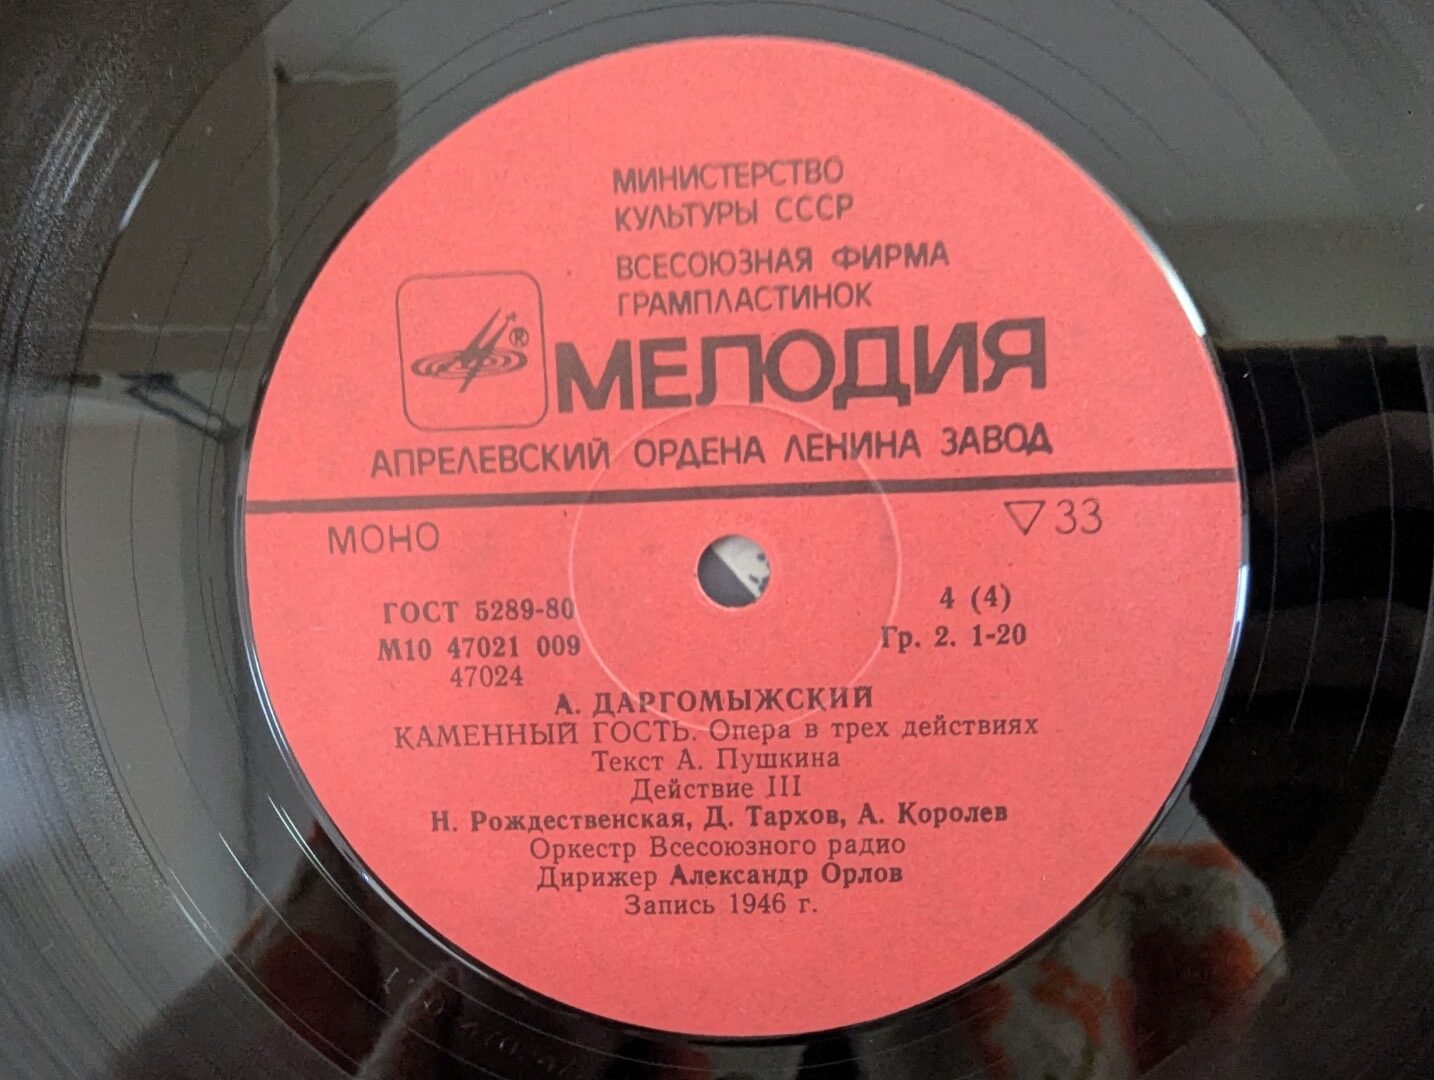 МИНИСТЕРСТВО
КУЛЬТУРЫ СССР
ВСЕСОЮЗНАЯ ФИРМА
ГРАМПЛАСТИНОК
®
МЕЛОДИЯ
АПРЕЛЕВСКИЙ ОРДЕНА ЛЕНИНА ЗАВОД
МОНО
▽33
ГОСТ 5289-80
4 (4)
М10 47021 009
Гр. 2. 1-20
47024
А. ДАРГОМЫЖСКИЙ
КАМЕННЫЙ ГОСТЬ. Опера в трех действиях
Текст А. Пушкина
Действие III
Н. Рождественская, Д. Тархов, А. Королев
Оркестр Всесоюзного радио
Дирижер Александр Орлов
Запись 1946 г.